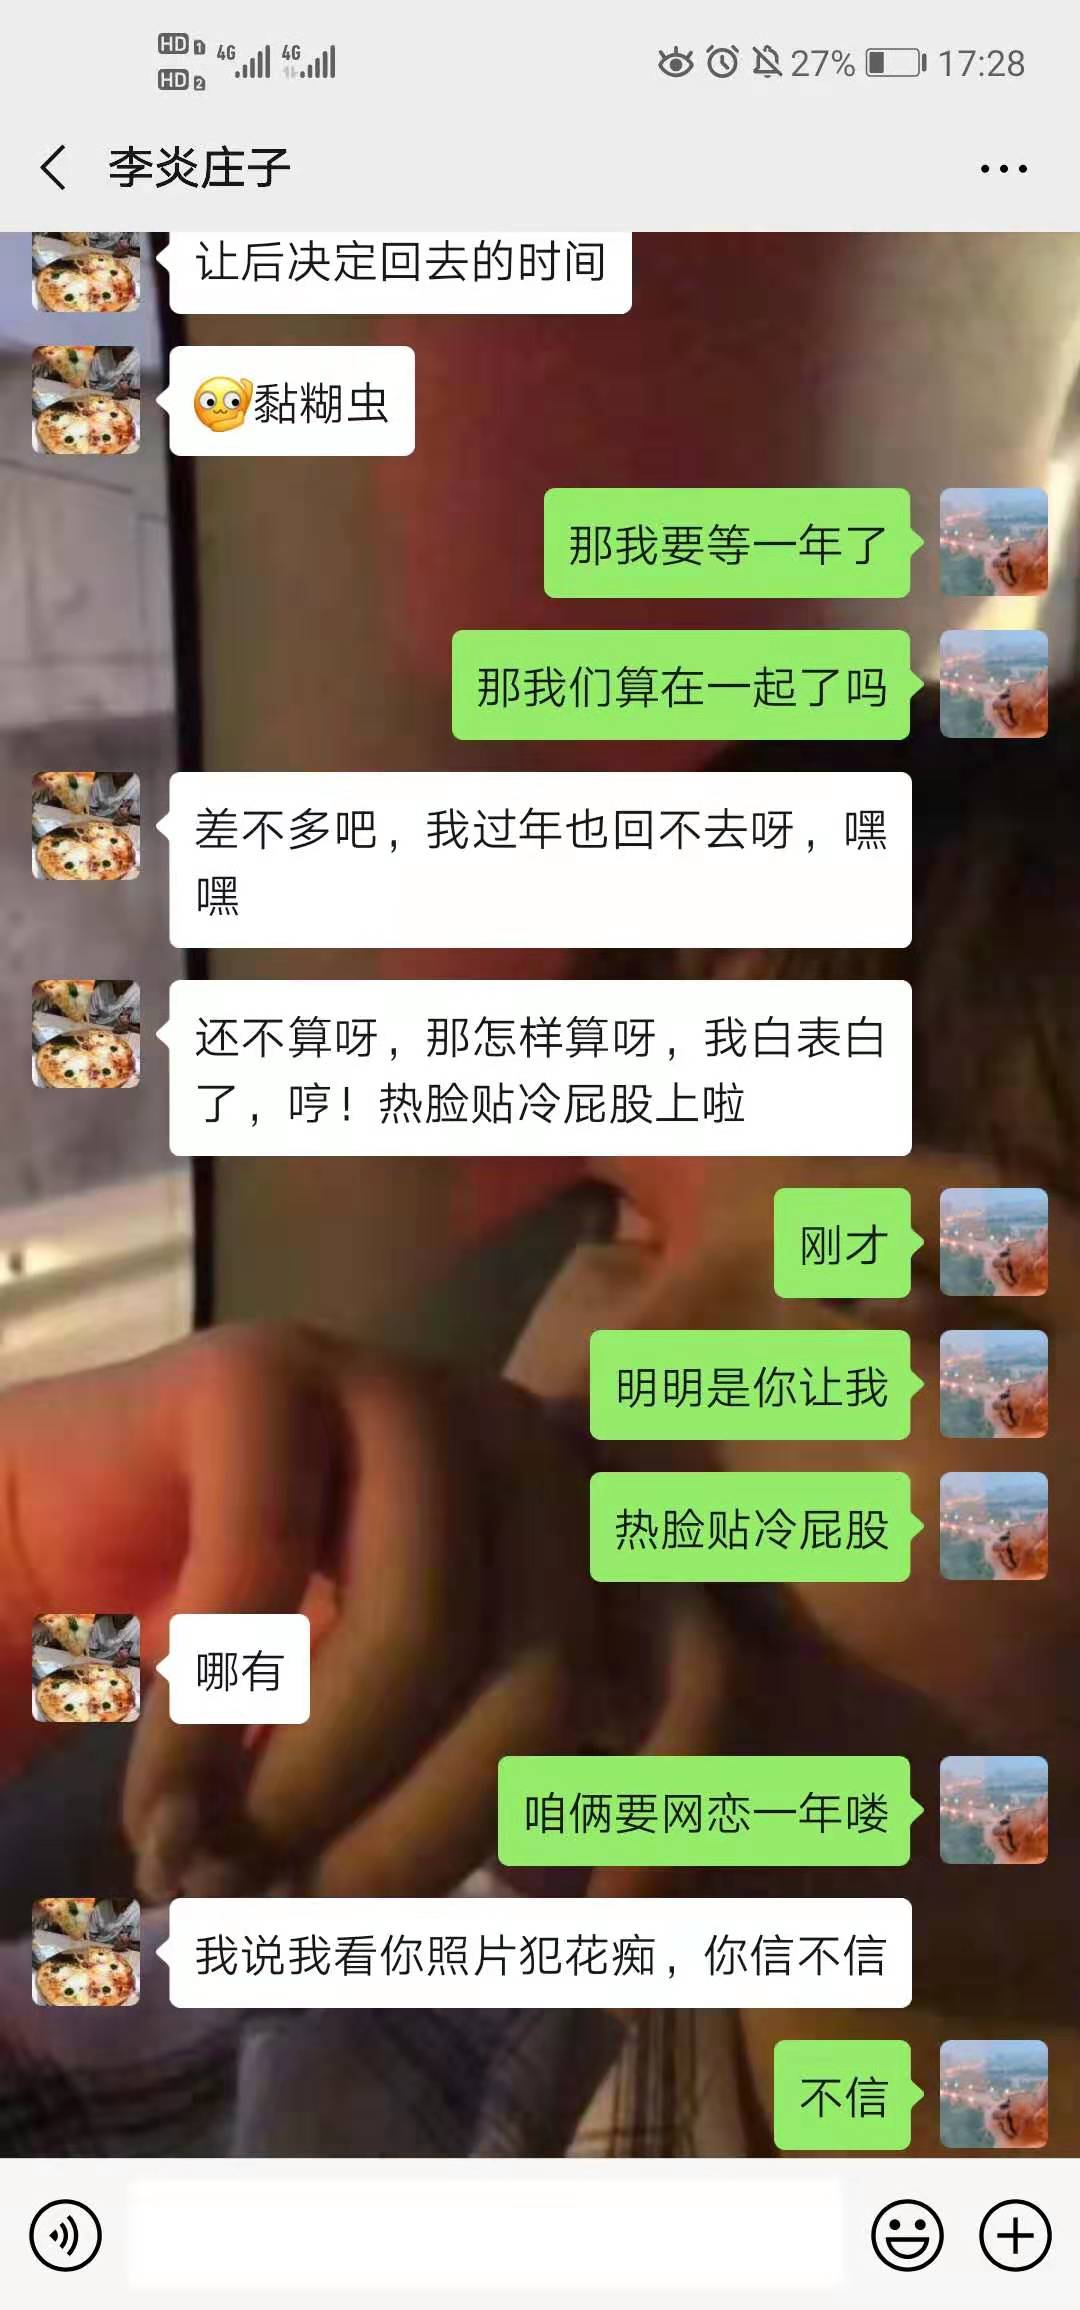 HD 1 4G 4G
HD 2
27% 17:28
李炎庄子
让后决定回去的时间
黏糊虫
那我要等一年了
那我们算在一起了吗
差不多吧，我过年也回不去呀，嘿
嘿
还不算呀，那怎样算呀，我白表白
了，哼！热脸贴冷屁股上啦
刚才
明明是你让我
热脸贴冷屁股
哪有
咱俩要网恋一年喽
我说我看你照片犯花痴，你信不信
不信